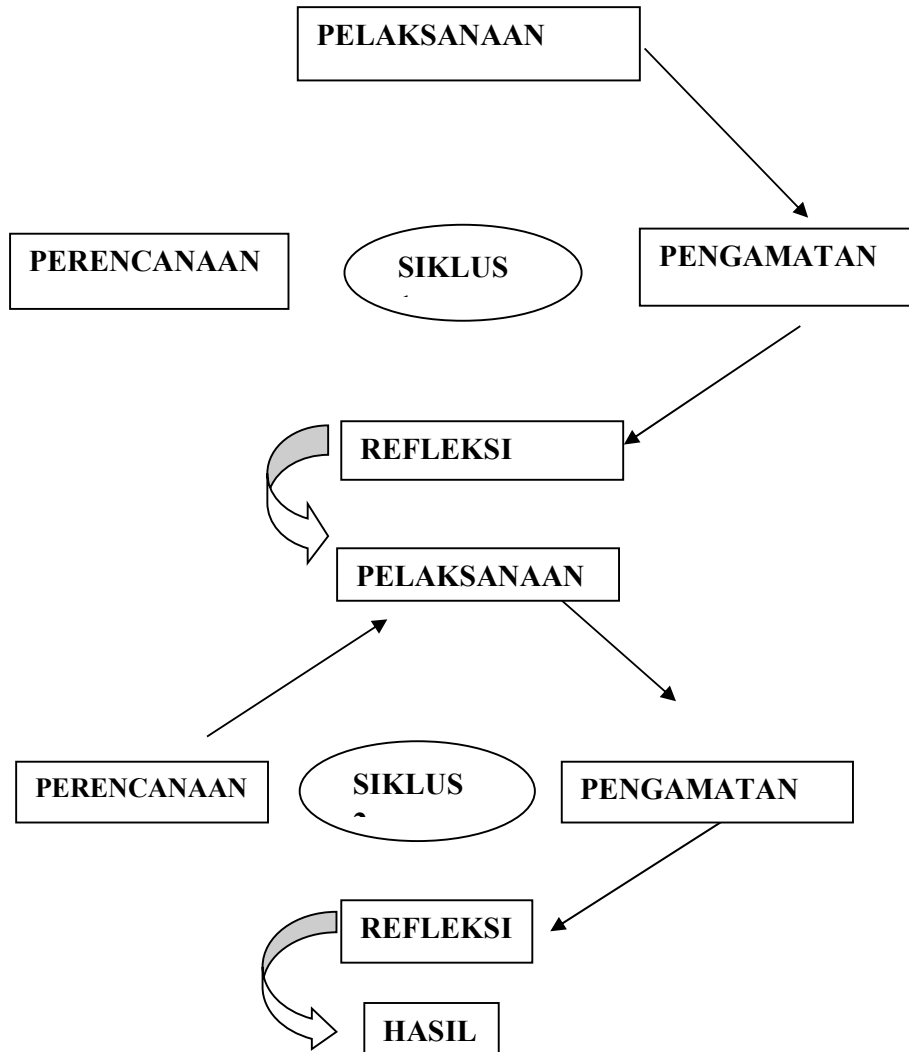 PELAKSANAAN
PERENCANAAN
SIKLUS
PENGAMATAN
REFLEKSI
PELAKSANAAN
PERENCANAAN
SIKLUS
PENGAMATAN
REFLEKSI
HASIL